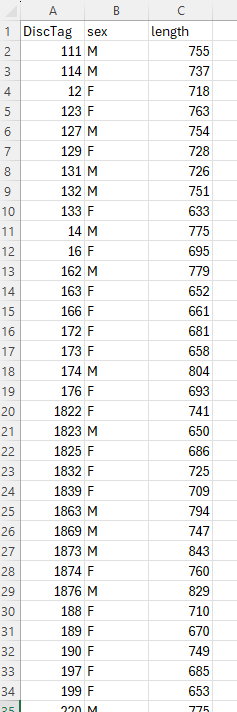 A B C
1 DiscTag sex length
2 111 M 755
3 114 M 737
4 12 F 718
5 123 F 763
6 127 M 754
7 129 F 728
8 131 M 726
9 132 M 751
10 133 F 633
11 14 M 775
12 16 F 695
13 162 M 779
14 163 F 652
15 166 F 661
16 172 F 681
17 173 F 658
18 174 M 804
19 176 F 693
20 1822 F 741
21 1823 M 650
22 1825 F 686
23 1832 F 725
24 1839 F 709
25 1863 M 794
26 1869 M 747
27 1873 M 843
28 1874 F 760
29 1876 M 829
30 188 F 710
31 189 F 670
32 190 F 749
33 197 F 685
34 199 F 653
35 220 M 775